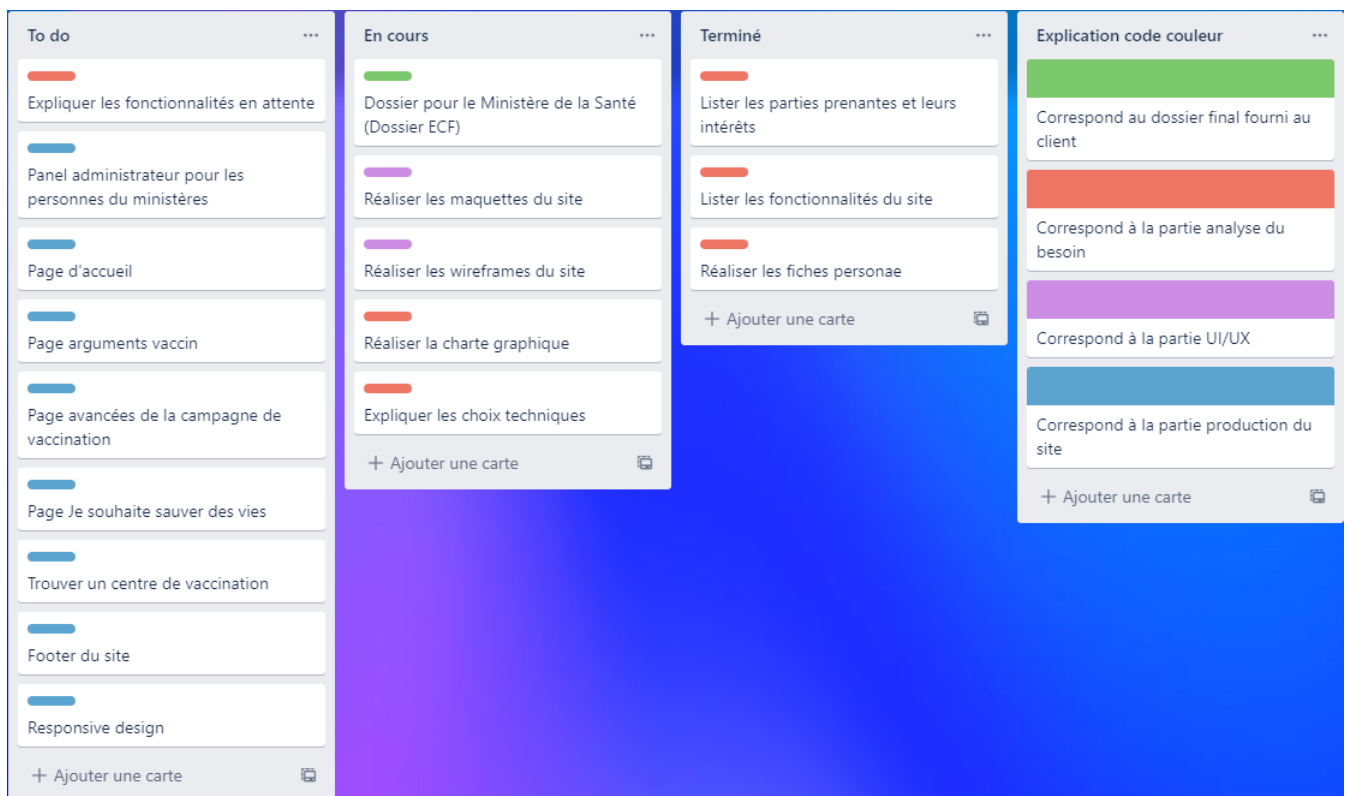 To do
Expliquer les fonctionnalités en attente
Panel administrateur pour les
personnes du ministères
Page d'accueil
Page arguments vaccin
Page avancées de la campagne de
vaccination
Page Je souhaite sauver des vies
Trouver un centre de vaccination
Footer du site
Responsive design
+ Ajouter une carte
En cours
Dossier pour le Ministère de la Santé
(Dossier ECF)
Réaliser les maquettes du site
Réaliser les wireframes du site
Réaliser la charte graphique
Expliquer les choix techniques
+ Ajouter une carte
Terminé
Lister les parties prenantes et leurs
intérêts
Lister les fonctionnalités du site
Réaliser les fiches personae
+ Ajouter une carte
Explication code couleur
Correspond au dossier final fourni au
client
Correspond à la partie analyse du
besoin
Correspond à la partie UI/UX
Correspond à la partie production du
site
+ Ajouter une carte